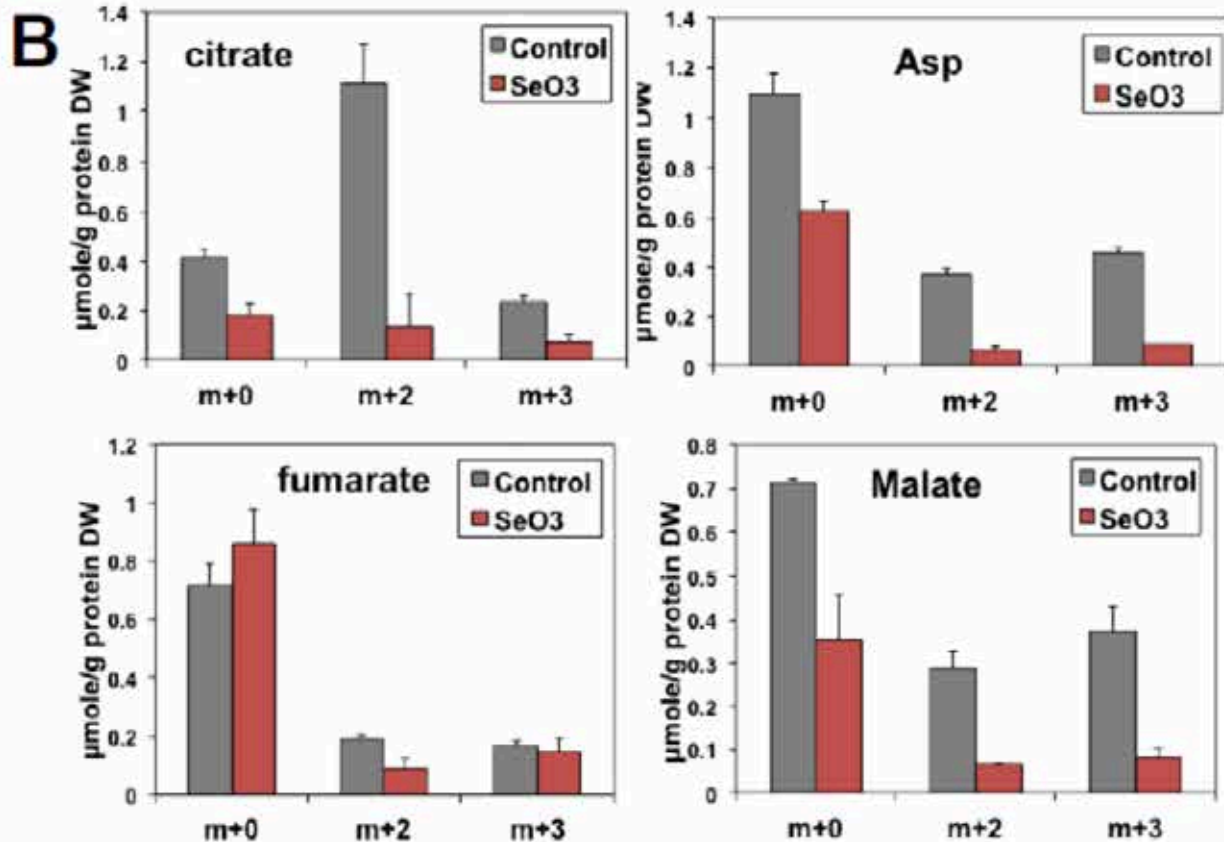 B
citrate
Control
SeO3
µmole/g protein DW
1.4
1.2
1
0.8
0.6
0.4
0.2
0
m+0
m+2
m+3
Asp
Control
SeO3
µmole/g protein DW
1.4
1.2
1
0.8
0.6
0.4
0.2
0
m+0
m+2
m+3
fumarate
Control
SeO3
µmole/g protein DW
1.2
1
0.8
0.6
0.4
0.2
0
m+0
m+2
m+3
Malate
Control
SeO3
µmole/g protein DW
0.8
0.7
0.6
0.5
0.4
0.3
0.2
0.1
0
m+0
m+2
m+3